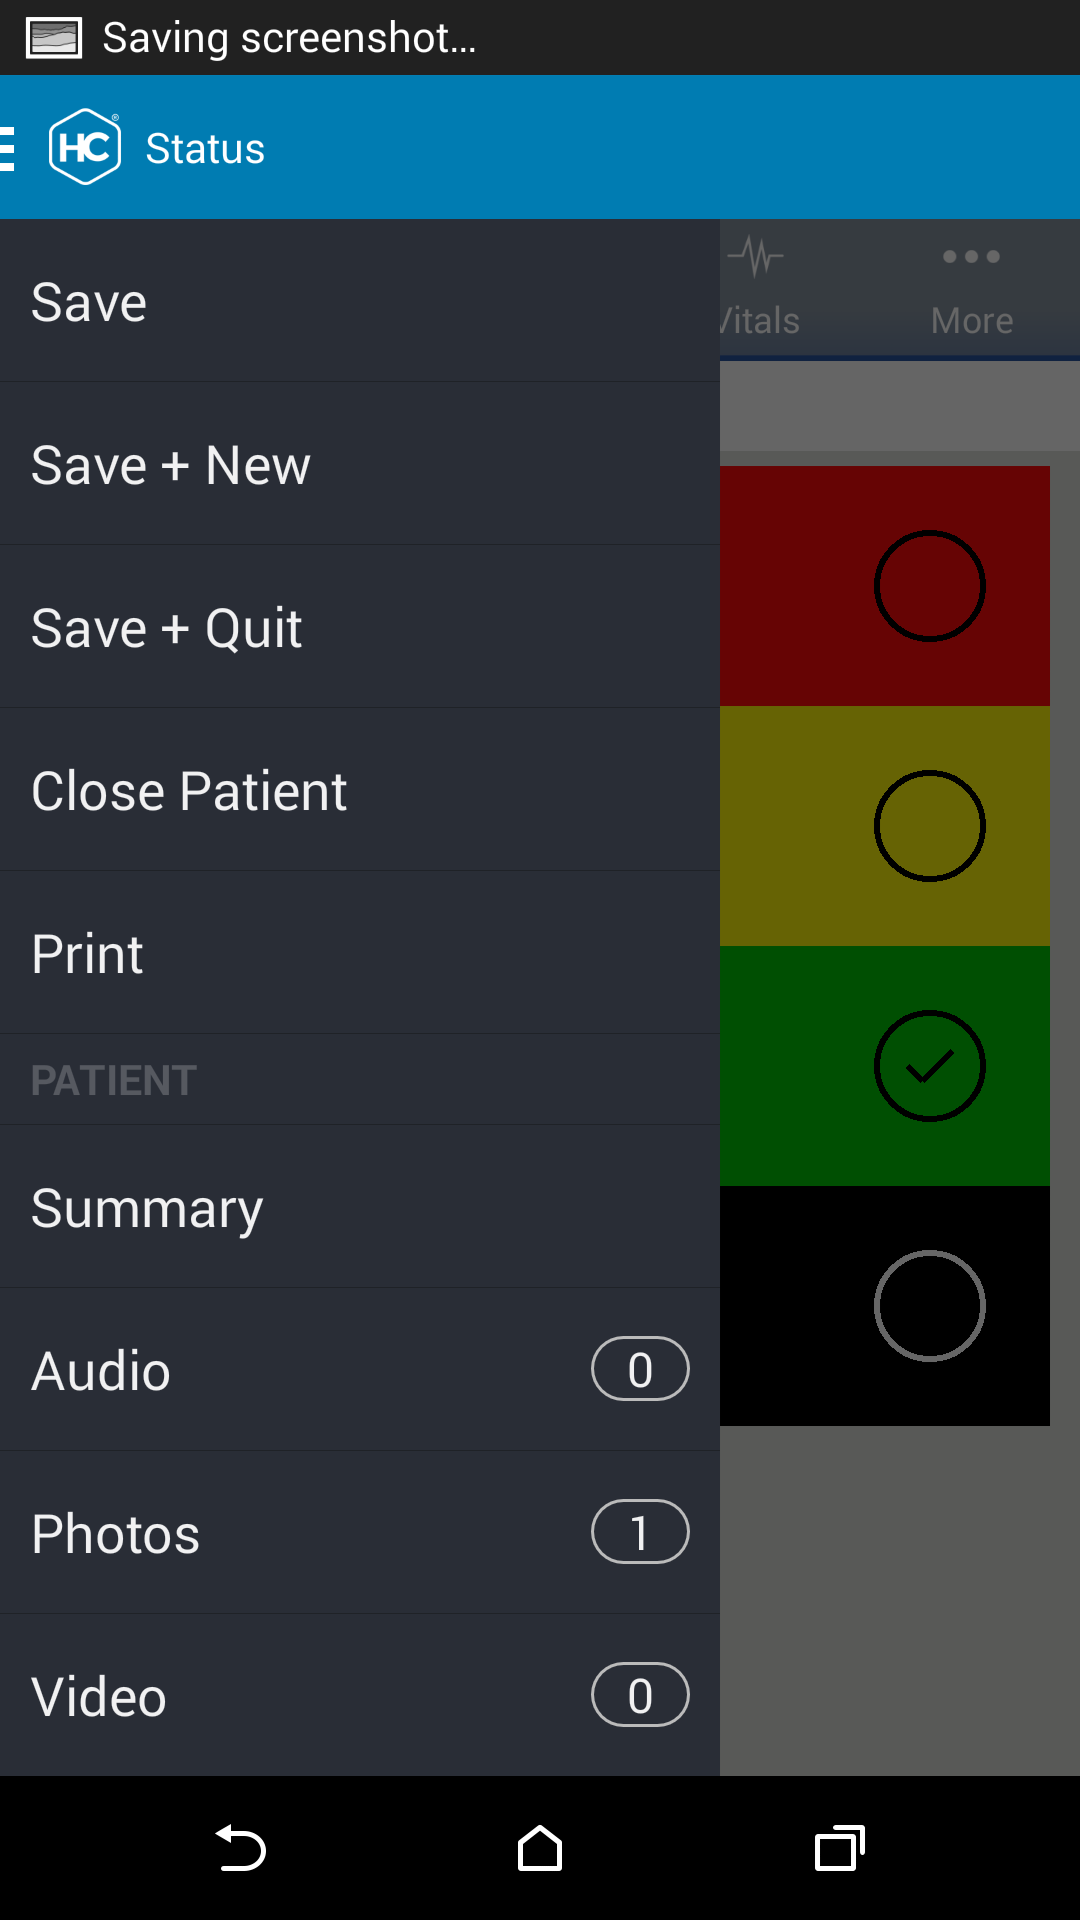 Saving screenshot...
HC® Status
Vitals More
Save
Save + New
Save + Quit
Close Patient
Print
PATIENT
Summary
Audio 0
Photos 1
Video 0